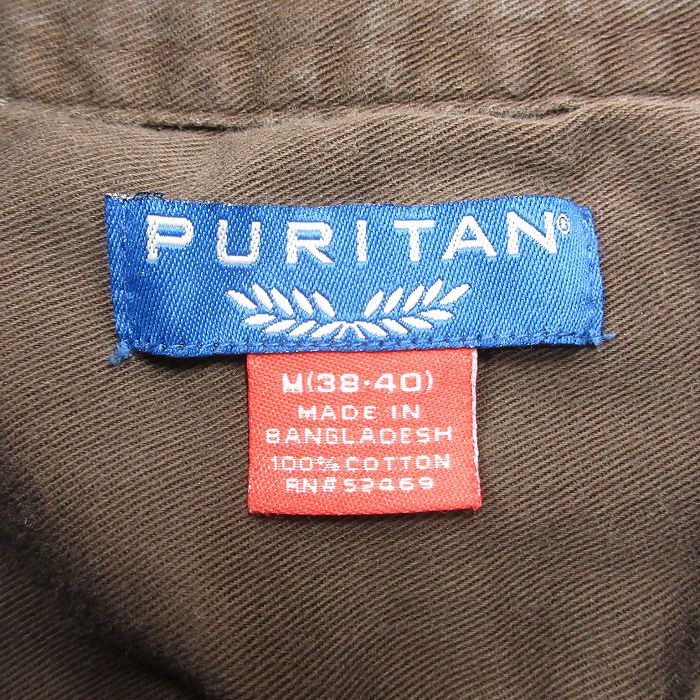 PURITAN®
M(38-40)
MADE IN
BANGLADESH
100% COTTON
RN#52469